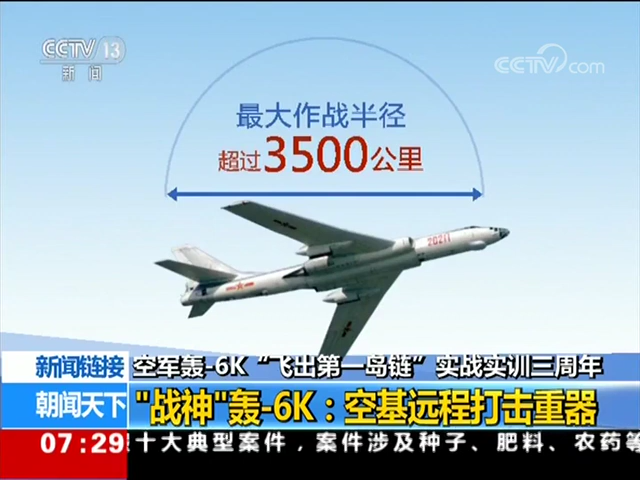 CCTV 13
新闻
CCTV.com
最大作战半径
超过3500公里
20211
新闻链接
空军轰-6K“飞出第一岛链”实战实训三周年
朝闻天下
"战神"轰-6K：空基远程打击重器
07:29
十大典型案件，案件涉及种子、肥料、农药等